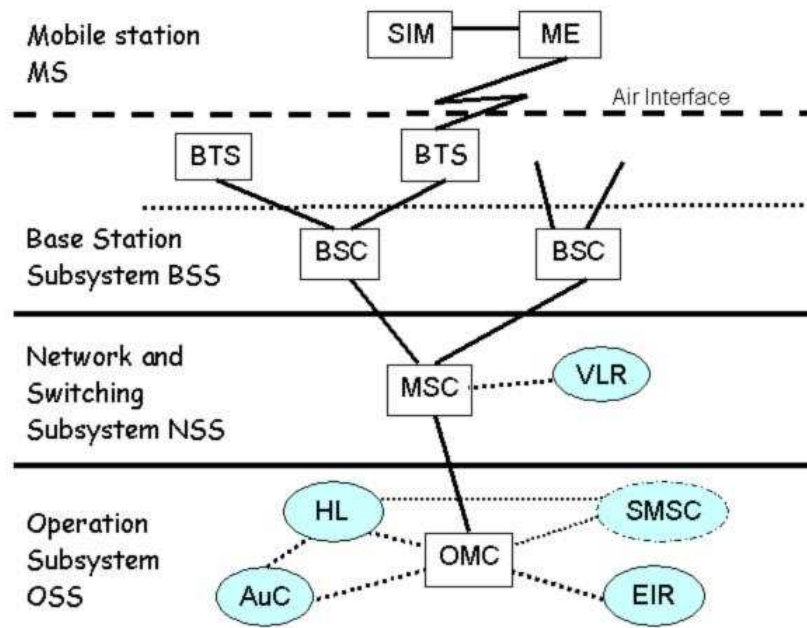 Mobile station
MS
SIM
ME
Air Interface
BTS
BTS
Base Station
Subsystem BSS
BSC
BSC
Network and
Switching
Subsystem NSS
MSC
VLR
Operation
Subsystem
OSS
HL
SMSC
OMC
AuC
EIR